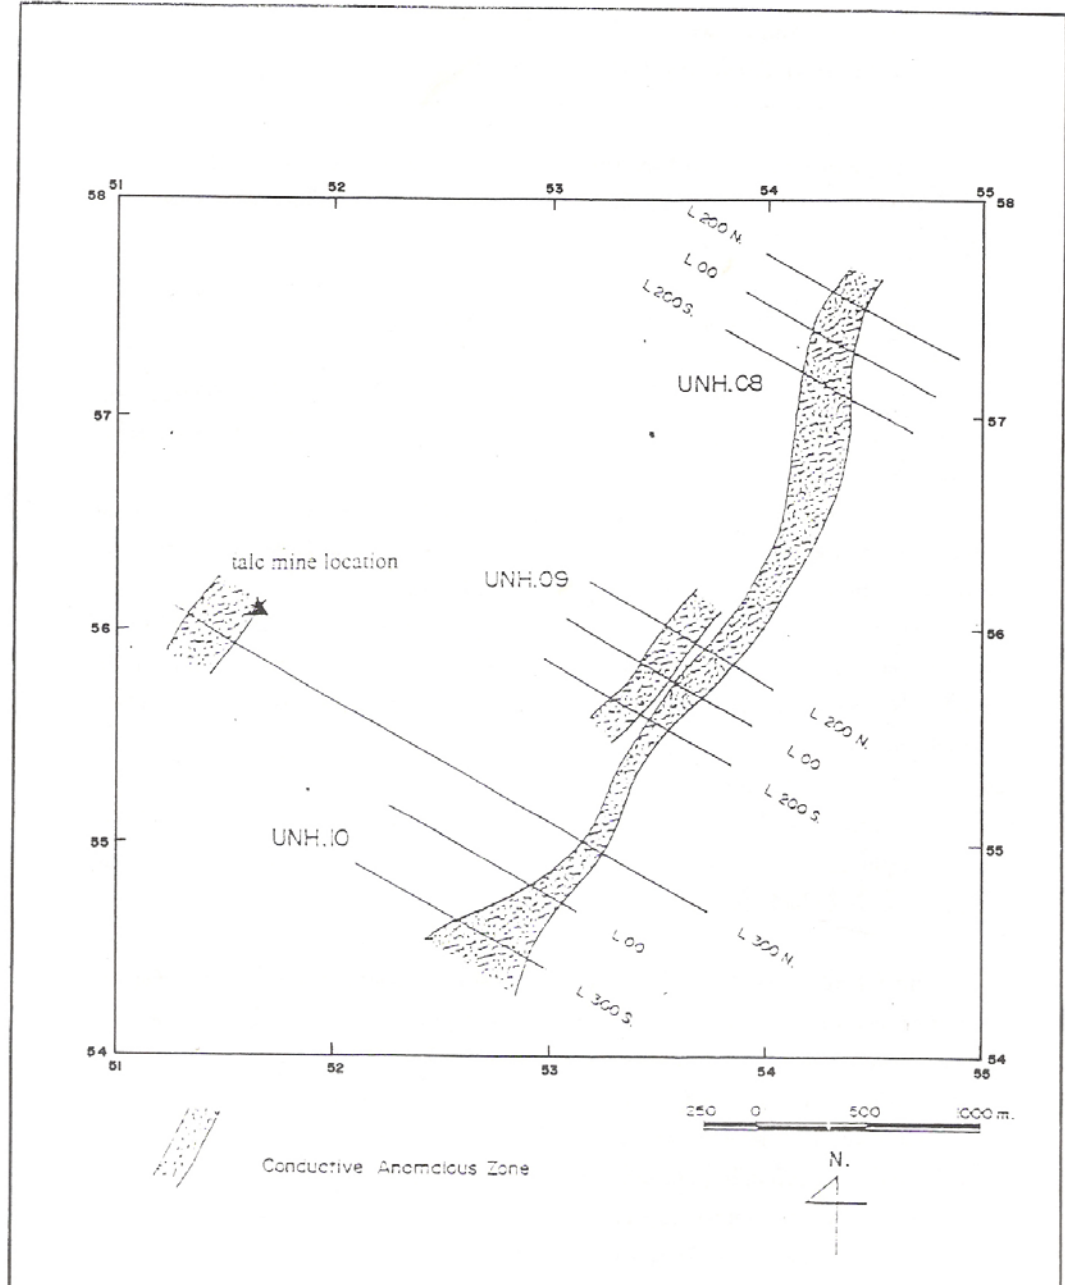 51 52 53 54 55
58 58
L 200 N.
L 00
L 200 S.
UNH.08
57 57
talc mine location
UNH.09
56 56
L 200 N.
L 00
L 200 S.
55 55
UNH.10
L 300 N.
L 00
L 300 S.
54 54
51 52 53 54 55
250 0 500 1000 m.
Conductive Anomalous Zone
N.